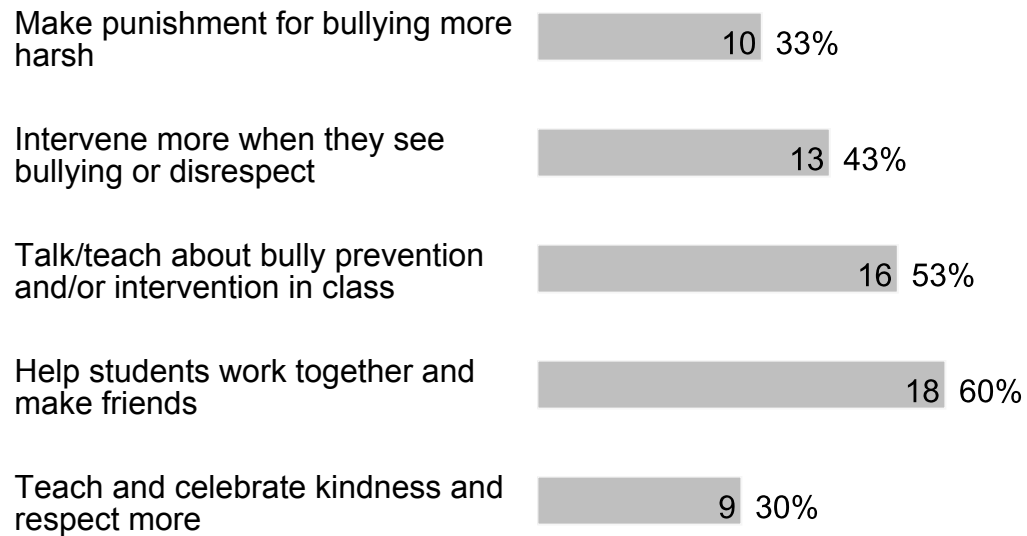 Make punishment for bullying more
harsh
10 33%
Intervene more when they see
bullying or disrespect
13 43%
Talk/teach about bully prevention
and/or intervention in class
16 53%
Help students work together and
make friends
18 60%
Teach and celebrate kindness and
respect more
9 30%